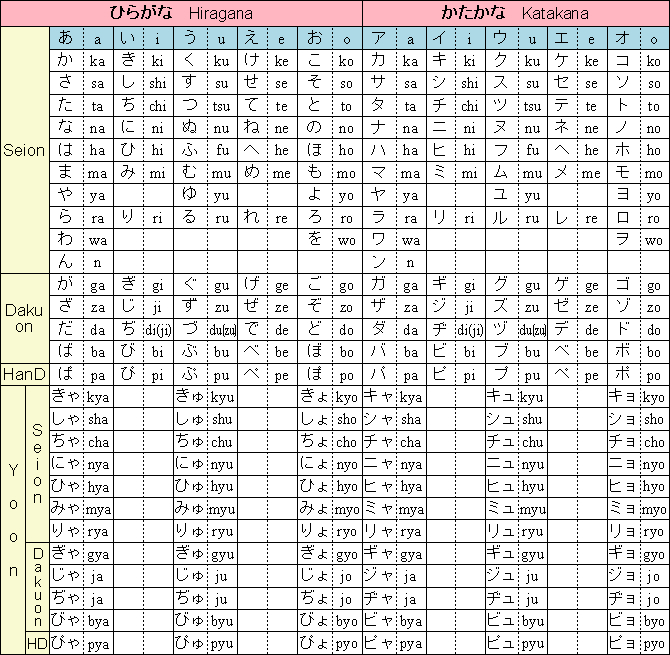 ひらがな Hiragana かたかな Katakana
あ a い i う u え e お o ア a イ i ウ u エ e オ o
か ka き ki く ku け ke こ ko カ ka キ ki ク ku ケ ke コ ko
さ sa し shi す su せ se そ so サ sa シ shi ス su セ se ソ so
た ta ち chi つ tsu て te と to タ ta チ chi ツ tsu テ te ト to
な na に ni ぬ nu ね ne の no ナ na ニ ni ヌ nu ネ ne ノ no
Seion は ha ひ hi ふ fu へ he ほ ho ハ ha ヒ hi フ fu へ he ホ ho
ま ma み mi む mu め me も mo マ ma ミ mi ム mu メ me モ mo
や ya ゆ yu よ yo ヤ ya ユ yu ヨ yo
ら ra り ri る ru れ re ろ ro ラ ra リ ri ル ru レ re ロ ro
わ wa を wo ワ wa ヲ wo
ん n ン n
が ga ぎ gi ぐ gu げ ge ご go ガ ga ギ gi グ gu ゲ ge ゴ go
Dakuon ざ za じ ji ず zu ぜ ze ぞ zo ザ za ジ ji ズ zu ゼ ze ゾ zo
だ da ぢ di(ji) づ du(zu) で de ど do ダ da ヂ di(ji) ヅ du(zu) デ de ド do
ば ba び bi ぶ bu べ be ぼ bo バ ba ビ bi ブ bu べ be ボ bo
HanD ぱ pa ぴ pi ぷ pu ぺ pe ぽ po パ pa ピ pi プ pu ぺ pe ポ po
Yoon Seion きゃ kya きゅ kyu きょ kyo キャ kya キュ kyu キョ kyo
しゃ sha しゅ shu しょ sho シャ sha シュ shu ショ sho
ちゃ cha ちゅ chu ちょ cho チャ cha チュ chu チョ cho
にゃ nya にゅ nyu にょ nyo ニャ nya ニュ nyu ニョ nyo
ひゃ hya ひゅ hyu ひょ hyo ヒャ hya ヒュ hyu ヒョ hyo
みゃ mya みゅ myu みょ myo ミャ mya ミュ myu ミョ myo
りゃ rya りゅ ryu りょ ryo リャ rya リュ ryu リョ ryo
Dakuon ぎゃ gya ぎゅ gyu ぎょ gyo ギャ gya ギュ gyu ギョ gyo
じゃ ja じゅ ju じょ jo ジャ ja ジュ ju ジョ jo
ぢゃ ja ぢゅ ju ぢょ jo ヂャ ja ヂュ ju ヂョ jo
びゃ bya びゅ byu びょ byo ビャ bya ビュ byu ビョ byo
HD ぴゃ pya ぴゅ pyu ぴょ pyo ピャ pya ピュ pyu ピョ pyo